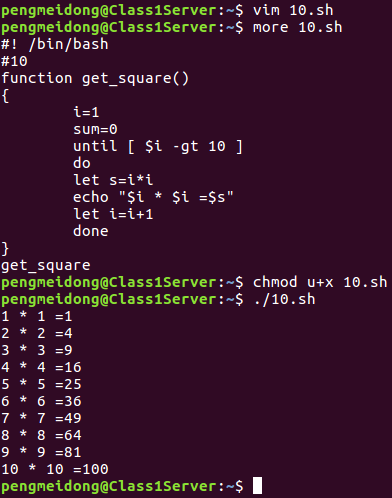 pengmeidong@Class1Server:~$ vim 10.sh
pengmeidong@Class1Server:~$ more 10.sh
#! /bin/bash
#10
function get_square()
{
        i=1
        sum=0
        until [ $i -gt 10 ]
        do
        let s=i*i
        echo "$i * $i =$s"
        let i=i+1
        done
}
get_square
pengmeidong@Class1Server:~$ chmod u+x 10.sh
pengmeidong@Class1Server:~$ ./10.sh
1 * 1 =1
2 * 2 =4
3 * 3 =9
4 * 4 =16
5 * 5 =25
6 * 6 =36
7 * 7 =49
8 * 8 =64
9 * 9 =81
10 * 10 =100
pengmeidong@Class1Server:~$